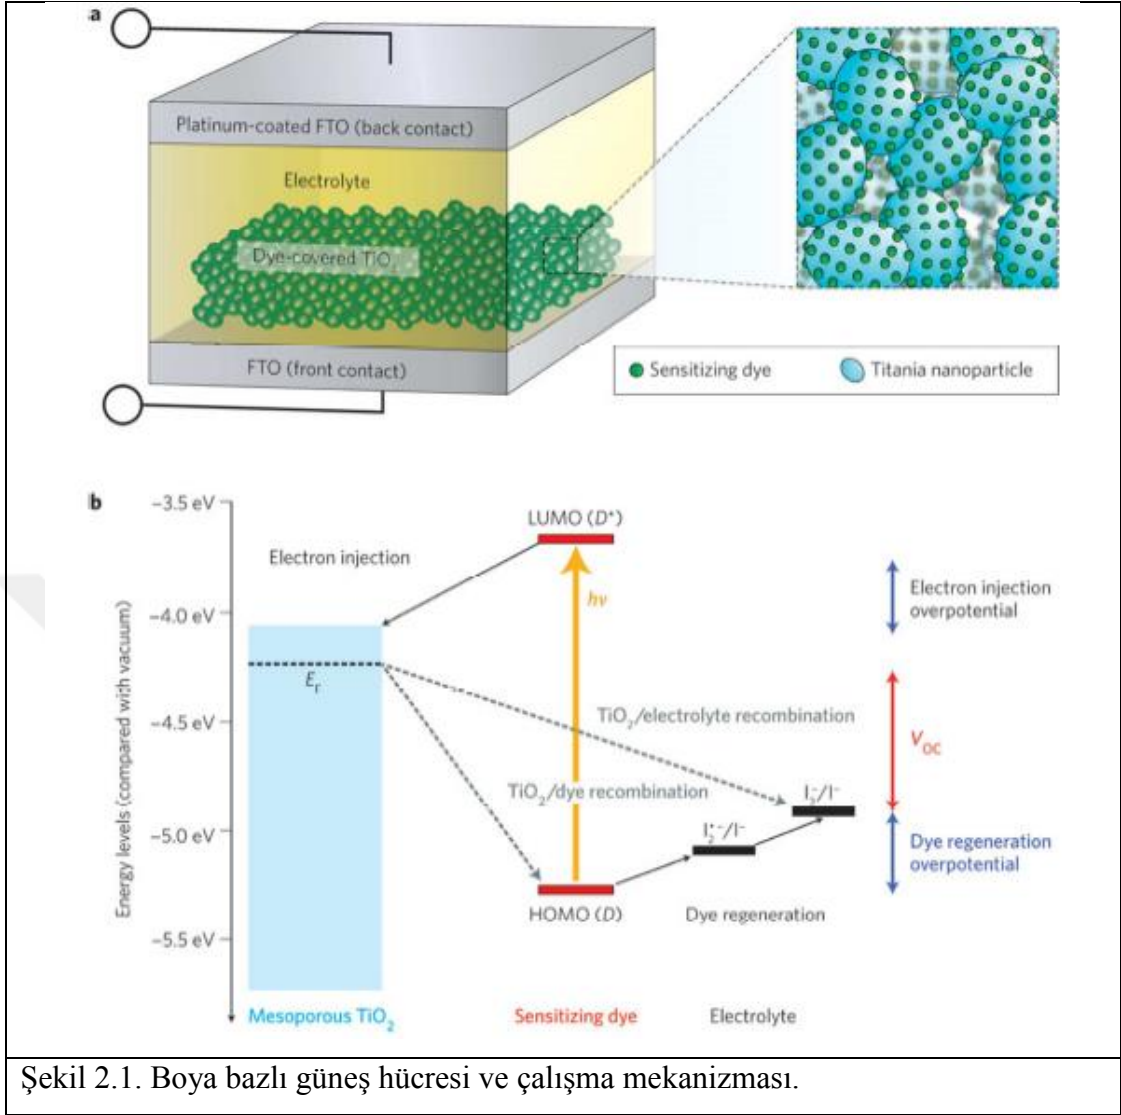 a
Platinum-coated FTO (back contact)
Electrolyte
Dye-covered TiO
FTO (front contact)
Sensitizing dye
Titania nanoparticle
b
−3.5 eV
−4.0 eV
−4.5 eV
−5.0 eV
−5.5 eV
Energy levels (compared with vacuum)
Electron injection
LUMO (D*)
hν
E_F
TiO₂/electrolyte recombination
TiO₂/dye recombination
I₃⁻/I⁻
I₂•⁻/I⁻
HOMO (D)
Dye regeneration
Electron injection
overpotential
V_OC
Dye regeneration
overpotential
Mesoporous TiO₂
Sensitizing dye
Electrolyte
Şekil 2.1. Boya bazlı güneş hücresi ve çalışma mekanizması.